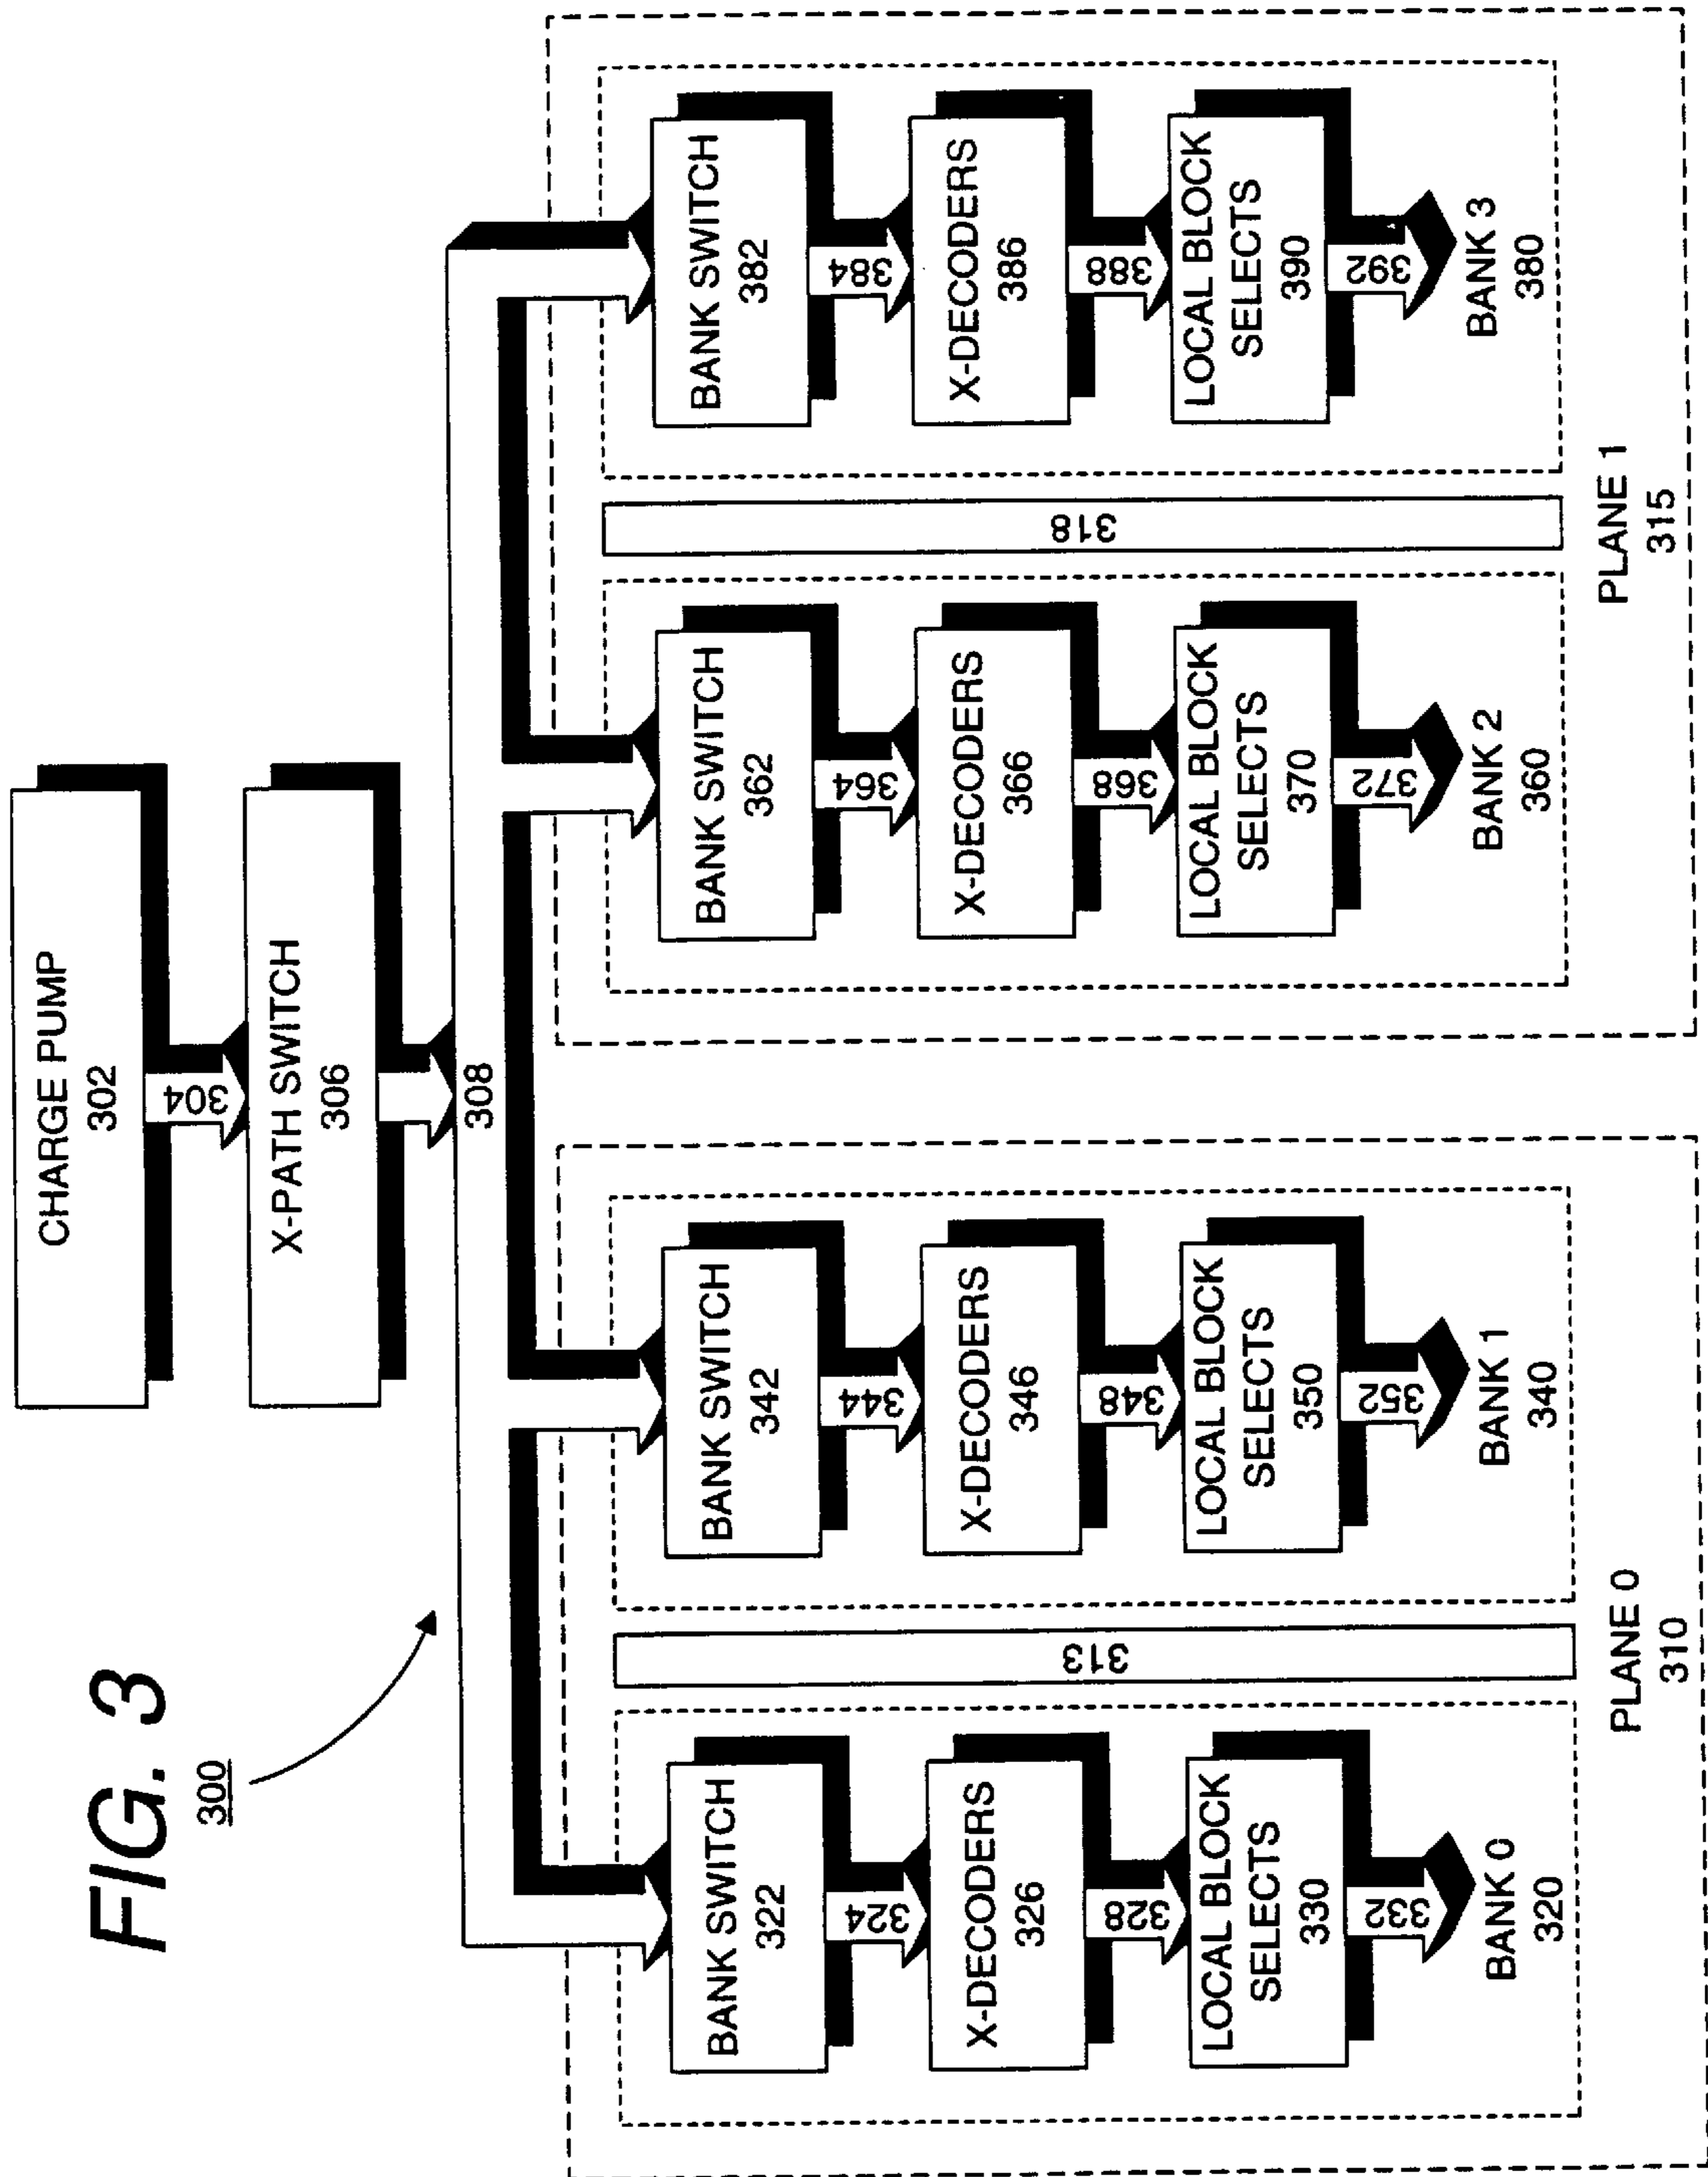 FIG. 3
300
CHARGE PUMP
302
304
X-PATH SWITCH
306
308
BANK SWITCH
322
324
X-DECODERS
326
328
LOCAL BLOCK
SELECTS
330
332
BANK 0
320
313
BANK SWITCH
342
344
X-DECODERS
346
348
LOCAL BLOCK
SELECTS
350
352
BANK 1
340
PLANE 0
310
BANK SWITCH
362
364
X-DECODERS
366
368
LOCAL BLOCK
SELECTS
370
372
BANK 2
360
318
BANK SWITCH
382
384
X-DECODERS
386
388
LOCAL BLOCK
SELECTS
390
392
BANK 3
380
PLANE 1
315